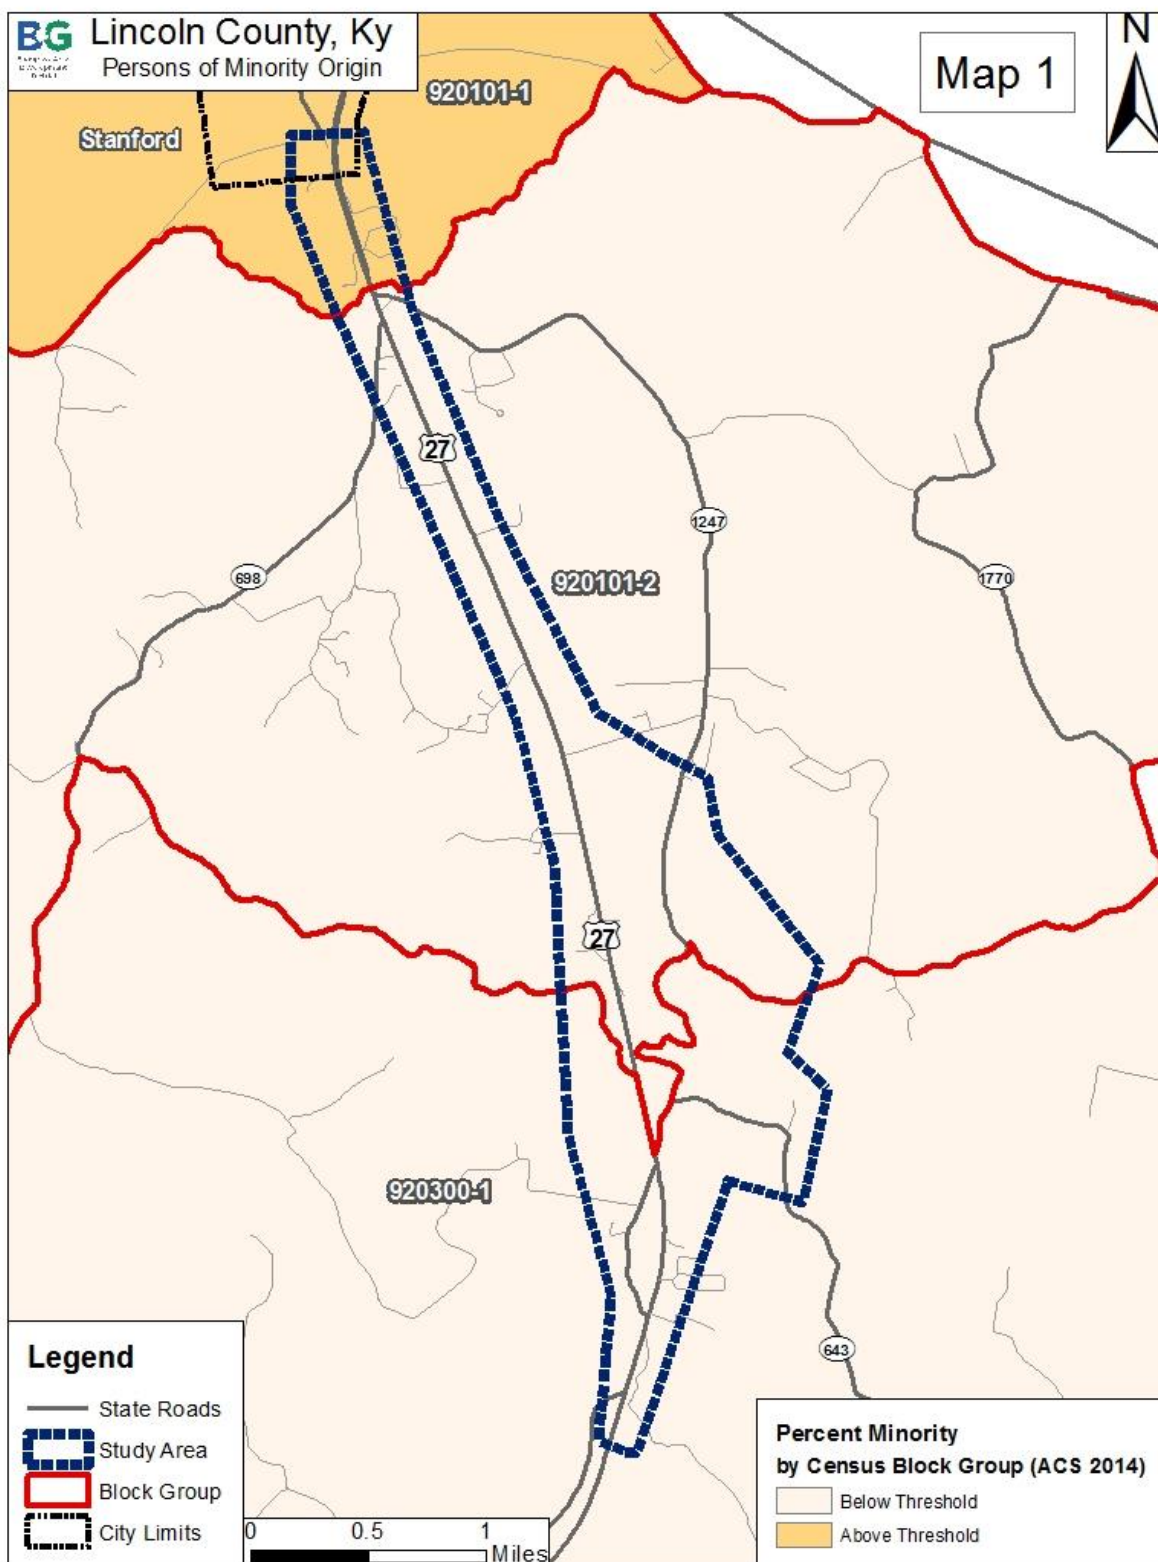 BG
Lincoln County, Ky
Persons of Minority Origin
Map 1
N
920101-1
Stanford
27
1247
698
920101-2
1770
27
920300-1
643
Legend
State Roads
Study Area
Block Group
City Limits
0 0.5 1
Miles
Percent Minority
by Census Block Group (ACS 2014)
Below Threshold
Above Threshold